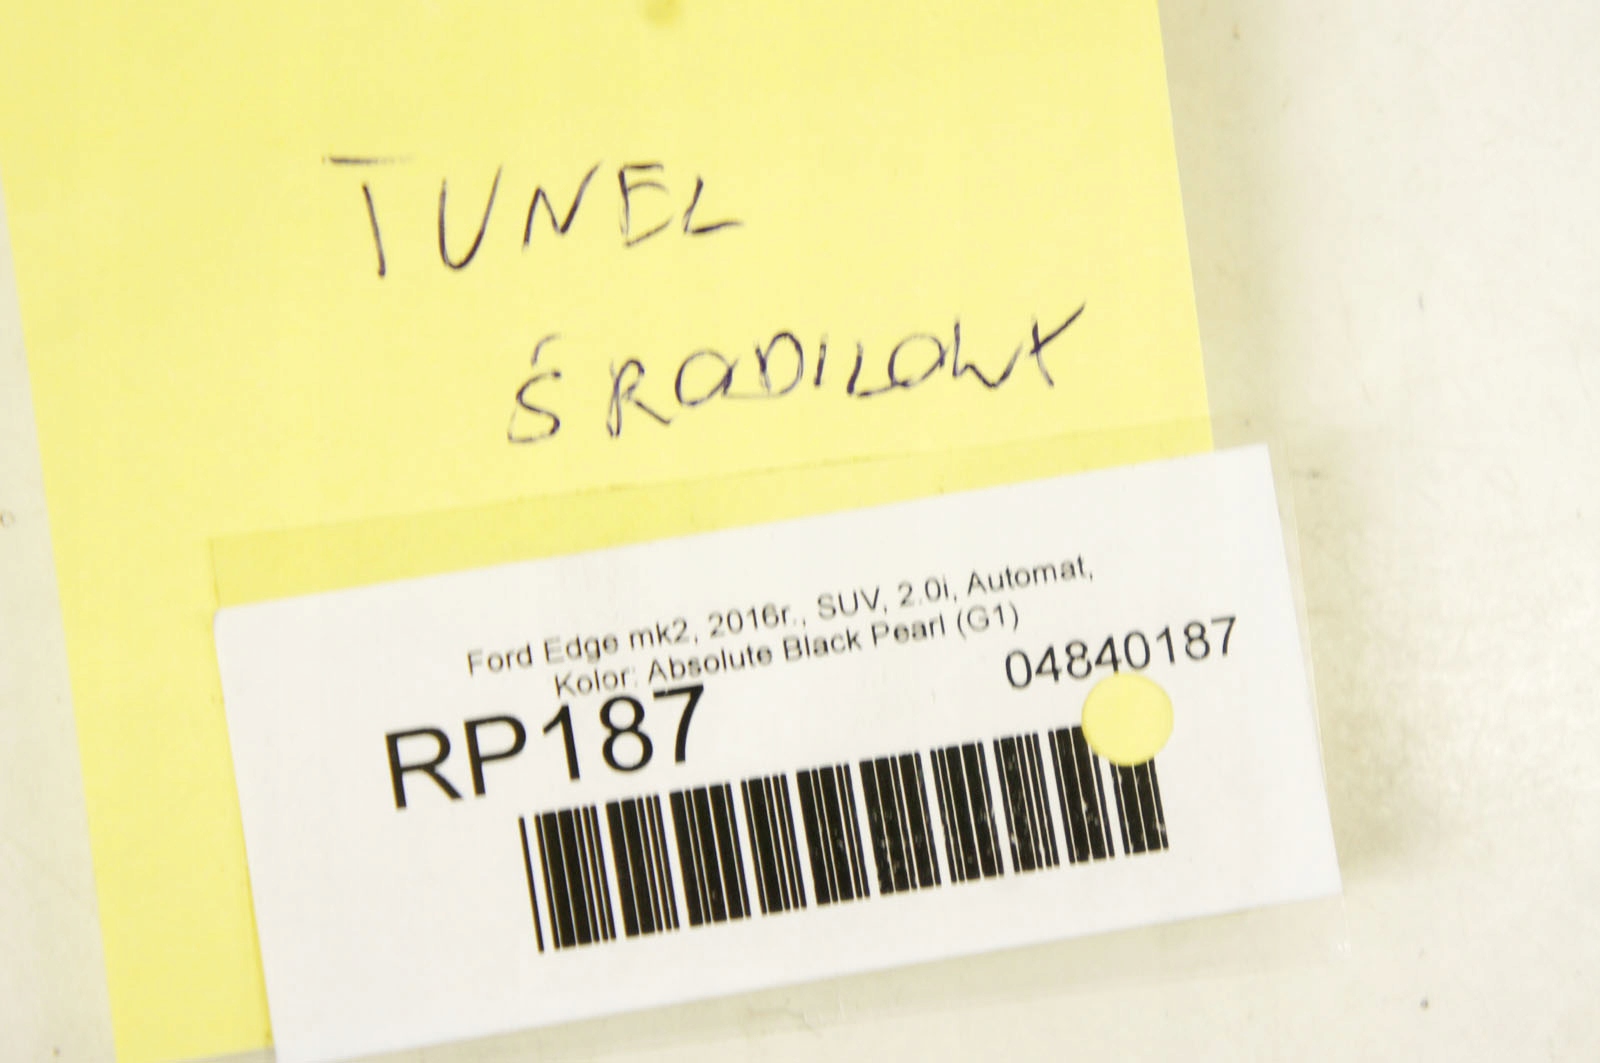 TUNEL
ŚRODKOWY
Ford Edge mk2, 2016r., SUV, 2.0i, Automat,
Kolor: Absolute Black Pearl (G1)
04840187
RP187